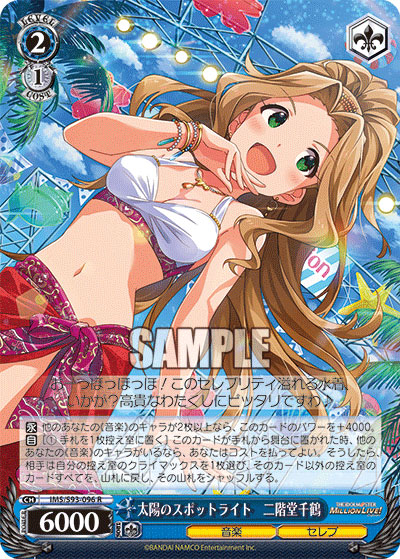 LEVEL
2
1
COST
SAMPLE
おーっほっほっほ!このセレブリティ溢れる水着、
いかが?高貴なわたくしにピッタリですわ♪
永 他のあなたの《音楽》のキャラが2枚以上なら、このカードのパワーを+4000。
自 [① 手札を1枚控室に置く] このカードが手札から舞台に置かれた時、他
のあなたの《音楽》のキャラがいるなら、あなたはコストを払ってよい。そうしたら、
相手は自分の控え室のクライマックスを1枚選び、そのカード以外の控え室の
カードすべてを、山札に戻し、その山札をシャッフルする。
CH IMS/S93-096 R
太陽のスポットライト 二階堂千鶴
THE IDOLM@STER
MILLION LIVE!
6000
音楽
セレブ
©BANDAI NAMCO Entertainment Inc.